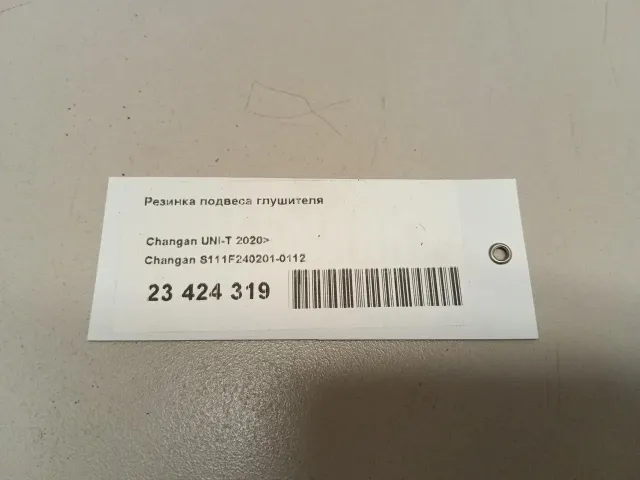 Резинка подвеса глушителя
Changan UNI-T 2020>
Changan S111F240201-0112
23 424 319